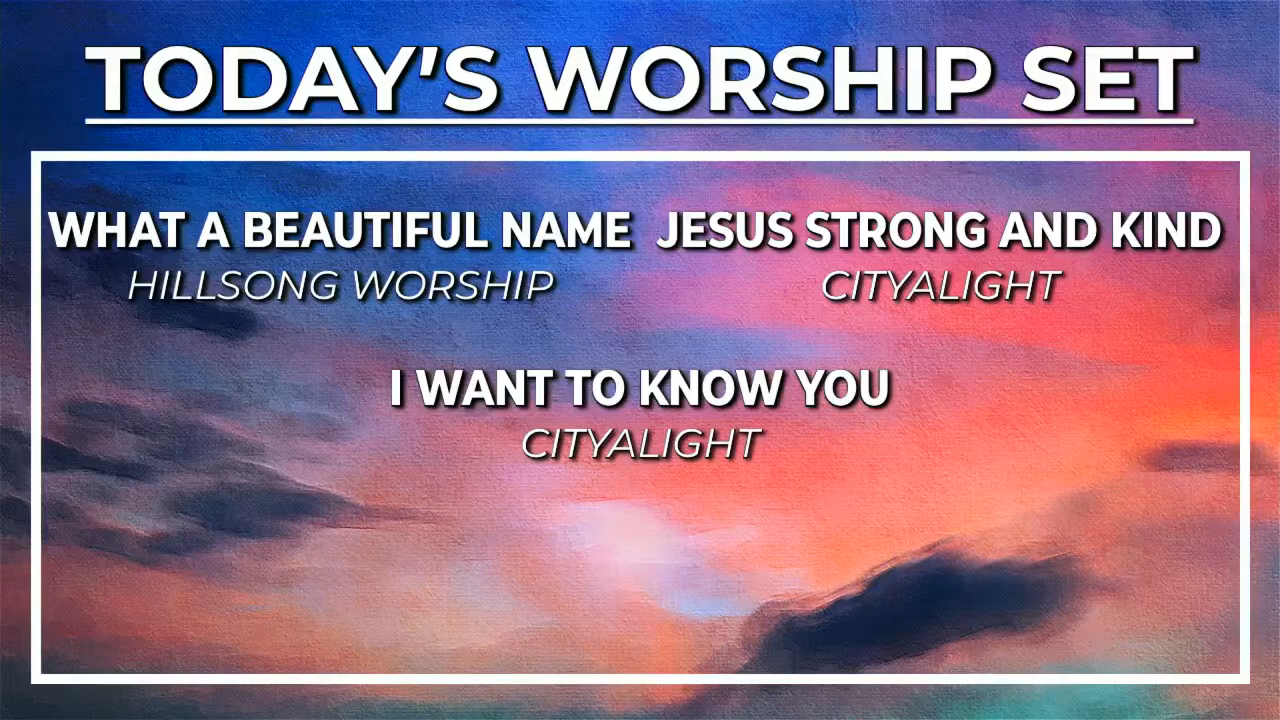 TODAY'S WORSHIP SET
WHAT A BEAUTIFUL NAME
HILLSONG WORSHIP
JESUS STRONG AND KIND
CITYALIGHT
I WANT TO KNOW YOU
CITYALIGHT